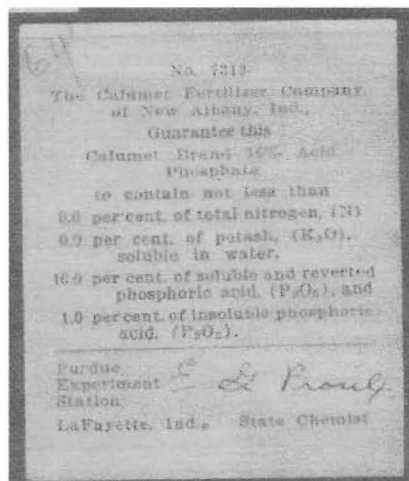 64
No. 7313
The Calumet Fertilizer Company,
of New Albany, Ind.,
Guarantee this
Calumet Brand 16% Acid
Phosphate
to contain not less than
0.0 per cent. of total nitrogen, (N)
0.0 per cent. of potash, (K₂O),
soluble in water,
16.0 per cent. of soluble and reverted
phosphoric acid, (P₂O₅), and
1.0 per cent. of insoluble phosphoric
acid, (P₂O₅).
Purdue
Experiment E G Proulx
Station
LaFayette, Ind., State Chemist